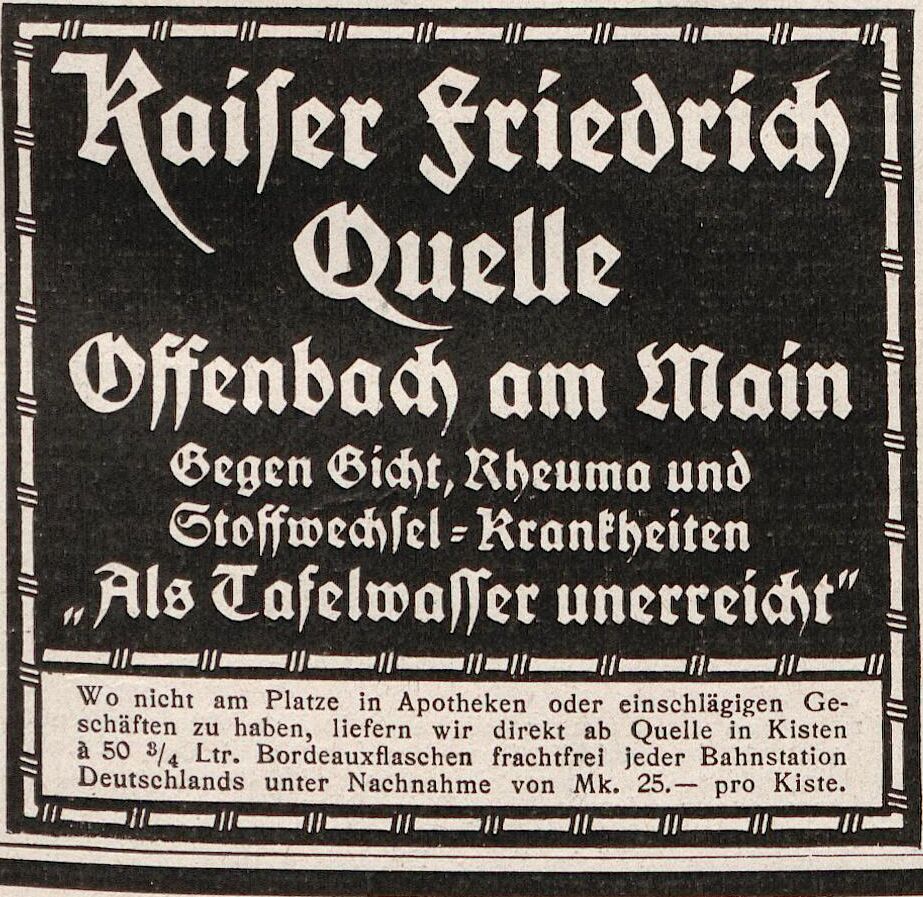 Kaiser Friedrich
Quelle
Offenbach am Main
Gegen Gicht, Rheuma und
Stoffwechsel-Krankheiten
„Als Tafelwasser unerreicht“
Wo nicht am Platze in Apotheken oder einschlägigen Ge-
schäften zu haben, liefern wir direkt ab Quelle in Kisten
à 50 3/4 Ltr. Bordeauxflaschen frachtfrei jeder Bahnstation
Deutschlands unter Nachnahme von Mk. 25.— pro Kiste.